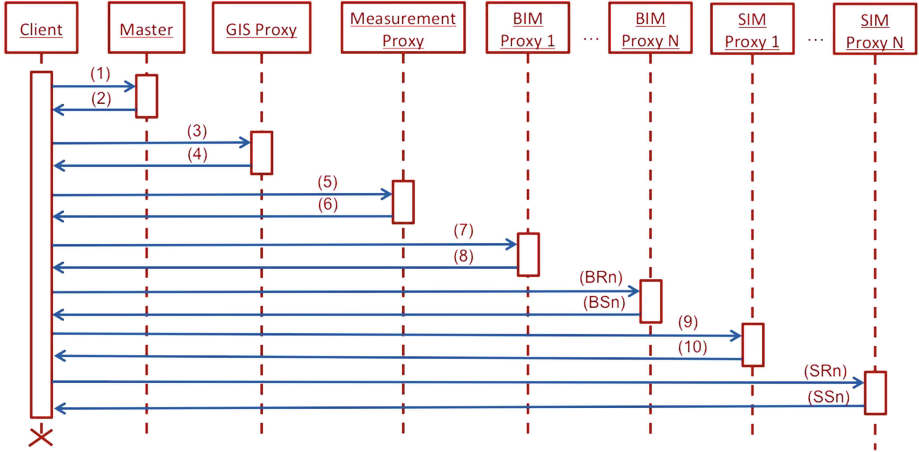 Client
Master
GIS Proxy
Measurement
Proxy
BIM
Proxy 1
...
BIM
Proxy N
SIM
Proxy 1
...
SIM
Proxy N
(1)
(2)
(3)
(4)
(5)
(6)
(7)
(8)
(BRn)
(BSn)
(9)
(10)
(SRn)
(SSn)